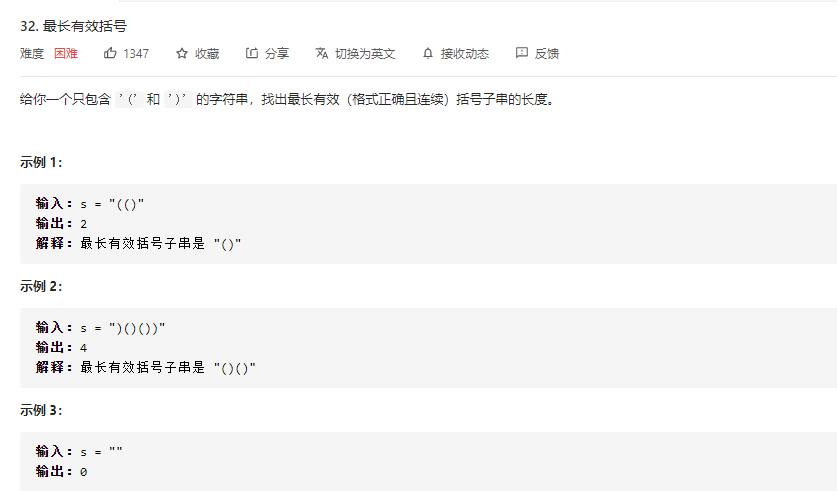 32. 最长有效括号
难度 困难 1347 收藏 分享 切换为英文 接收动态 反馈
给你一个只包含 '(' 和 ')' 的字符串，找出最长有效（格式正确且连续）括号子串的长度。
示例 1：
输入：s = "(()"
输出：2
解释：最长有效括号子串是 "()"
示例 2：
输入：s = ")()())"
输出：4
解释：最长有效括号子串是 "()()"
示例 3：
输入：s = ""
输出：0